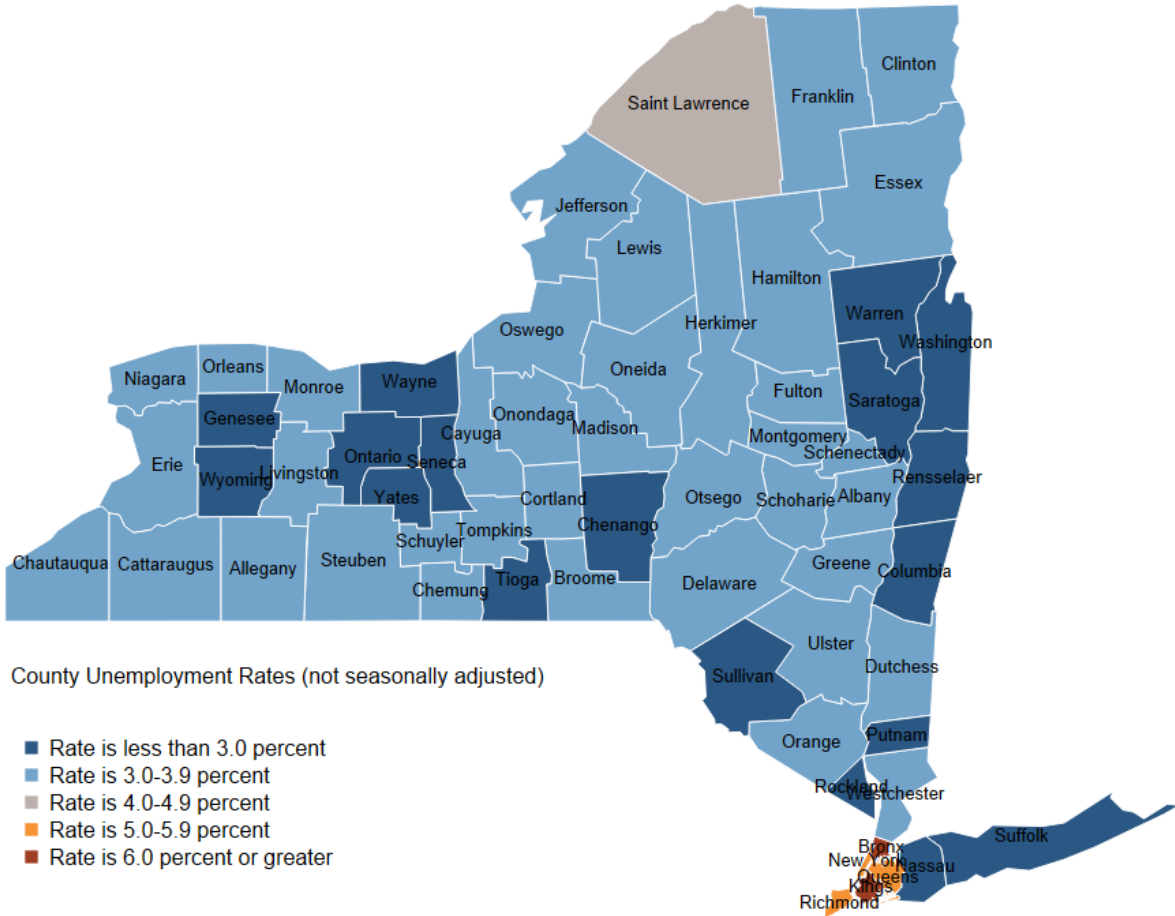 Clinton
Franklin
Saint Lawrence
Essex
Jefferson
Lewis
Hamilton
Warren
Herkimer
Oswego
Washington
Oneida
Orleans
Niagara
Monroe
Wayne
Fulton
Saratoga
Genesee
Onondaga
Madison
Cayuga
Montgomery
Schenectady
Ontario
Seneca
Erie
Livingston
Wyoming
Rensselaer
Yates
Cortland
Otsego
Schoharie
Albany
Chenango
Tompkins
Schuyler
Chautauqua
Cattaraugus
Allegany
Steuben
Greene
Columbia
Tioga
Broome
Delaware
Chemung
Ulster
Dutchess
Sullivan
County Unemployment Rates (not seasonally adjusted)
Putnam
Orange
Rate is less than 3.0 percent
Rate is 3.0-3.9 percent
Rockland
Westchester
Rate is 4.0-4.9 percent
Rate is 5.0-5.9 percent
Suffolk
Rate is 6.0 percent or greater
Bronx
New York
Nassau
Queens
Kings
Richmond